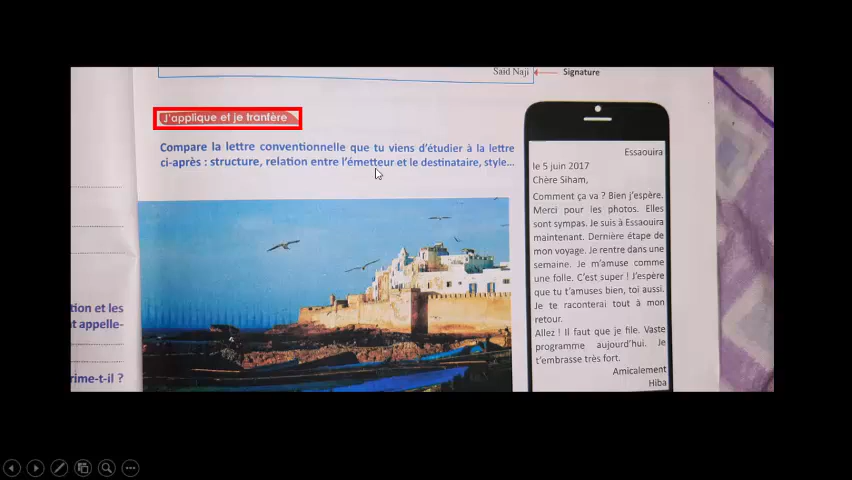 Saïd Naji
Signature
J'applique et je tranfère
Compare la lettre conventionnelle que tu viens d'étudier à la lettre
ci-après : structure, relation entre l'émetteur et le destinataire, style...
Essaouira
le 5 juin 2017
Chère Siham,
Comment ça va ? Bien j'espère.
Merci pour les photos. Elles
sont sympas. Je suis à Essaouira
maintenant. Dernière étape de
mon voyage. Je rentre dans une
semaine. Je m'amuse comme
une folle. C'est super ! J'espère
que tu t'amuses bien, toi aussi.
Je te raconterai tout à mon
retour.
Allez ! Il faut que je file. Vaste
programme aujourd'hui. Je
t'embrasse très fort.
Amicalement
Hiba
tion et les
t appelle-
rime-t-il ?